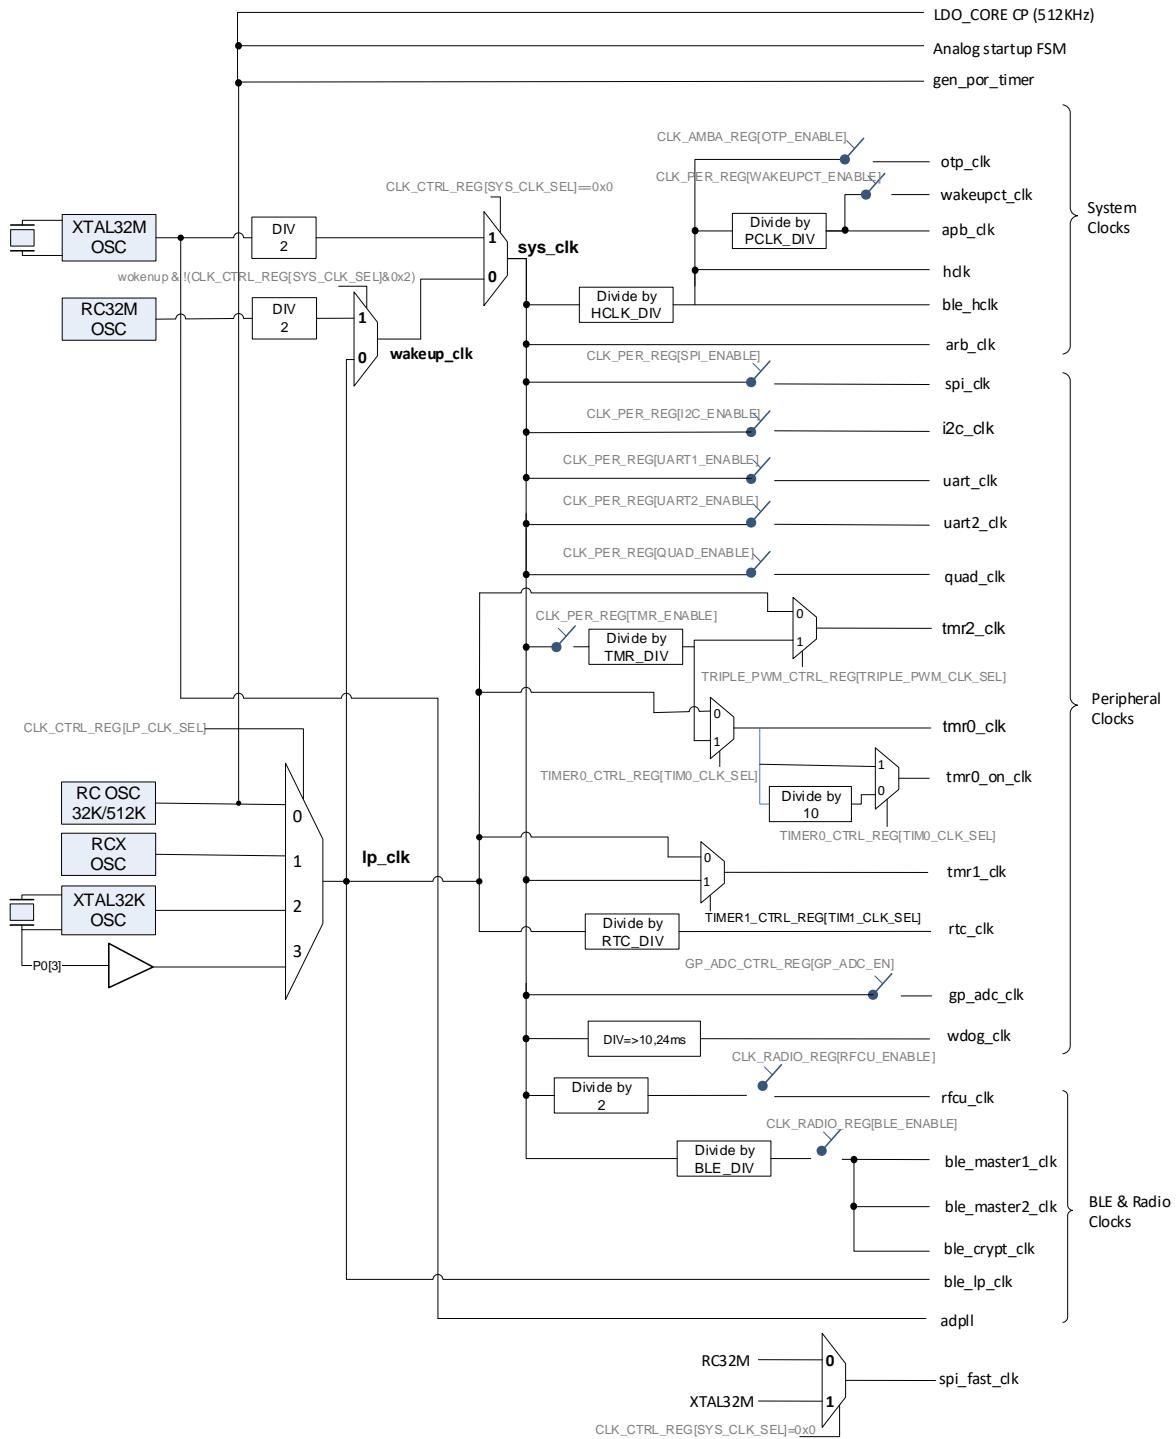 LDO_CORE CP (512KHz)
Analog startup FSM
gen_por_timer
CLK_AMBA_REG[OTP_ENABLE]
otp_clk
CLK_PER_REG[WAKEUPCT_ENABLE]
wakeupct_clk
CLK_CTRL_REG[SYS_CLK_SEL]==0x0
System
Clocks
XTAL32M
OSC
DIV
2
1
sys_clk
Divide by
PCLK_DIV
apb_clk
0
wokenup & !(CLK_CTRL_REG[SYS_CLK_SEL]&0x2)
hclk
RC32M
OSC
DIV
2
1
Divide by
HCLK_DIV
ble_hclk
0
wakeup_clk
arb_clk
CLK_PER_REG[SPI_ENABLE]
spi_clk
CLK_PER_REG[I2C_ENABLE]
i2c_clk
CLK_PER_REG[UART1_ENABLE]
uart_clk
CLK_PER_REG[UART2_ENABLE]
uart2_clk
CLK_PER_REG[QUAD_ENABLE]
quad_clk
CLK_PER_REG[TMR_ENABLE]
0
tmr2_clk
Divide by
TMR_DIV
1
TRIPLE_PWM_CTRL_REG[TRIPLE_PWM_CLK_SEL]
Peripheral
Clocks
CLK_CTRL_REG[LP_CLK_SEL]
0
tmr0_clk
1
TIMER0_CTRL_REG[TIM0_CLK_SEL]
1
tmr0_on_clk
0
Divide by
10
TIMER0_CTRL_REG[TIM0_CLK_SEL]
RC OSC
32K/512K
0
RCX
OSC
1
lp_clk
0
tmr1_clk
1
XTAL32K
OSC
2
TIMER1_CTRL_REG[TIM1_CLK_SEL]
Divide by
RTC_DIV
rtc_clk
3
P0[3]
GP_ADC_CTRL_REG[GP_ADC_EN]
gp_adc_clk
DIV=>10,24ms
wdog_clk
CLK_RADIO_REG[RFCU_ENABLE]
Divide by
2
rfcu_clk
CLK_RADIO_REG[BLE_ENABLE]
Divide by
BLE_DIV
ble_master1_clk
ble_master2_clk
BLE & Radio
Clocks
ble_crypt_clk
ble_lp_clk
adpll
RC32M
0
spi_fast_clk
XTAL32M
1
CLK_CTRL_REG[SYS_CLK_SEL]=0x0